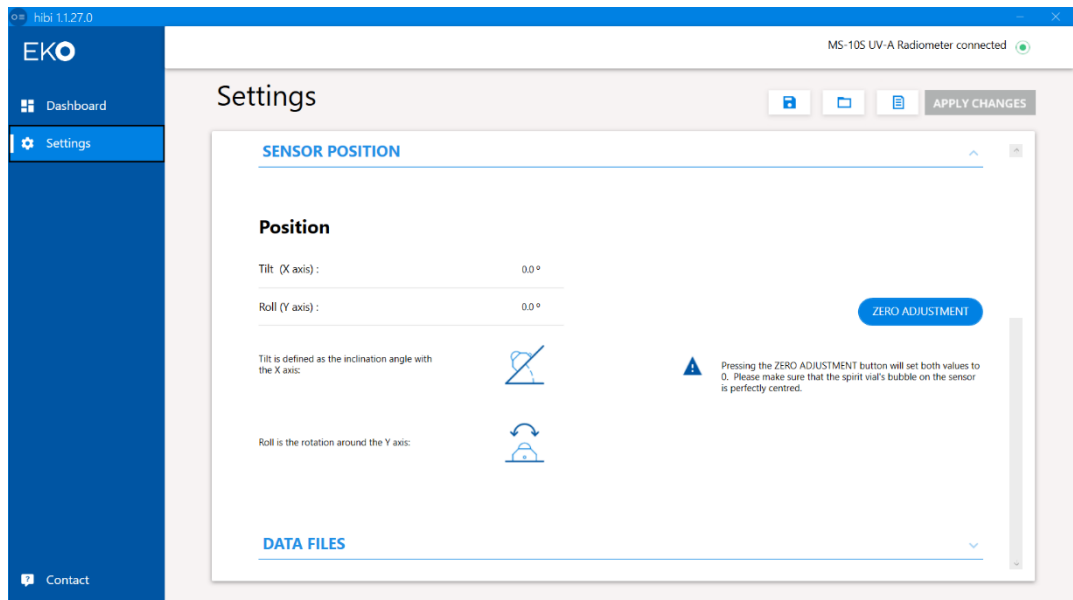 hibi 1.1.27.0
EKO
MS-10S UV-A Radiometer connected
Dashboard
Settings
Contact
Settings
APPLY CHANGES
SENSOR POSITION
Position
Tilt (X axis) : 0.0 º
Roll (Y axis) : 0.0 º
ZERO ADJUSTMENT
Tilt is defined as the inclination angle with
the X axis:
Pressing the ZERO ADJUSTMENT button will set both values to
0. Please make sure that the spirit vial's bubble on the sensor
is perfectly centred.
Roll is the rotation around the Y axis:
DATA FILES